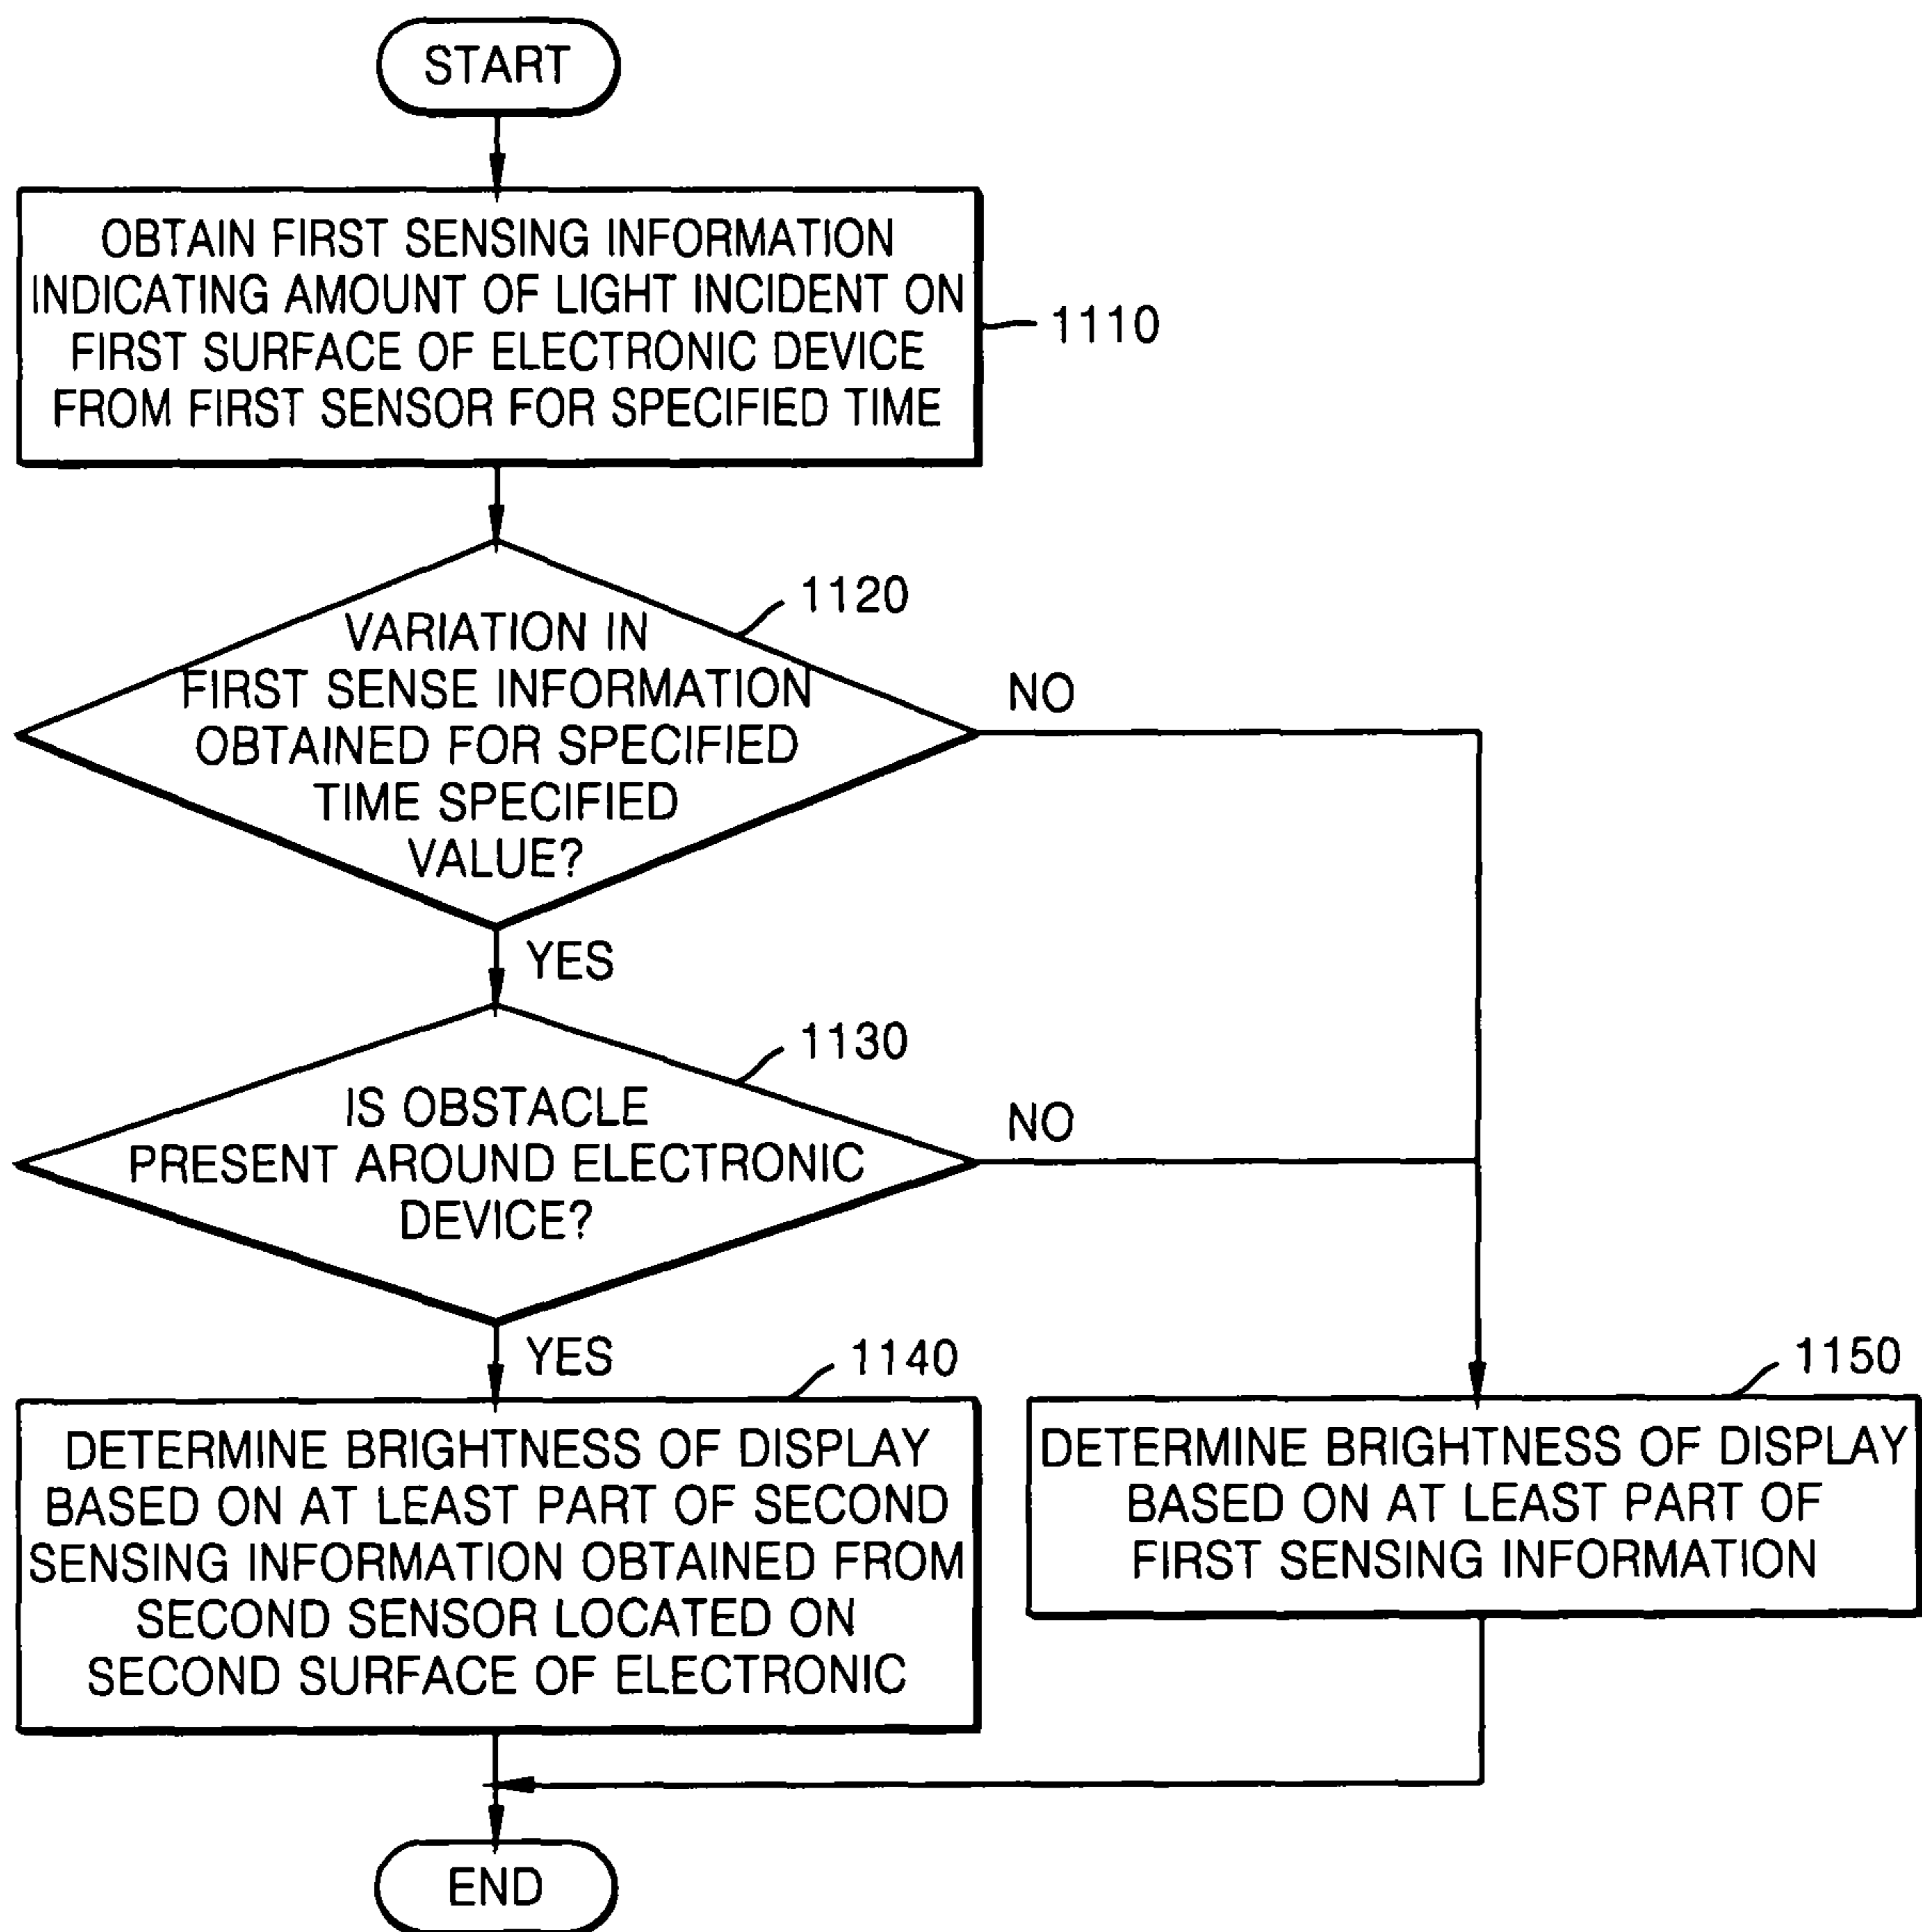 START
OBTAIN FIRST SENSING INFORMATION
INDICATING AMOUNT OF LIGHT INCIDENT ON
FIRST SURFACE OF ELECTRONIC DEVICE
FROM FIRST SENSOR FOR SPECIFIED TIME
1110
1120
VARIATION IN
FIRST SENSE INFORMATION
OBTAINED FOR SPECIFIED
TIME SPECIFIED
VALUE?
NO
YES
1130
IS OBSTACLE
PRESENT AROUND ELECTRONIC
DEVICE?
NO
YES
1140
DETERMINE BRIGHTNESS OF DISPLAY
BASED ON AT LEAST PART OF SECOND
SENSING INFORMATION OBTAINED FROM
SECOND SENSOR LOCATED ON
SECOND SURFACE OF ELECTRONIC
1150
DETERMINE BRIGHTNESS OF DISPLAY
BASED ON AT LEAST PART OF
FIRST SENSING INFORMATION
END